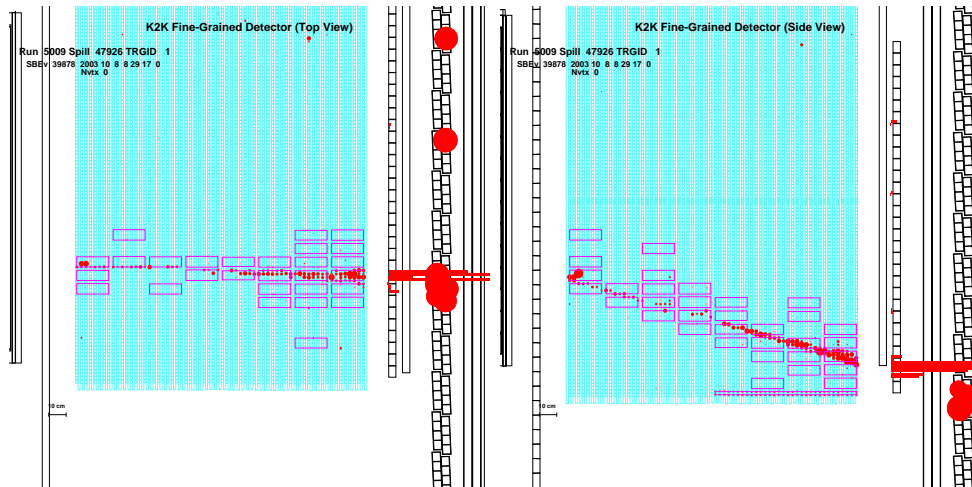 K2K Fine-Grained Detector (Top View)
Run 5009 Spill 47926 TRGID 1
SBEv 39878 2003 10 8 8 29 17 0
Nvtx 0
10 cm
K2K Fine-Grained Detector (Side View)
Run 5009 Spill 47926 TRGID 1
SBEv 39878 2003 10 8 8 29 17 0
Nvtx 0
10 cm